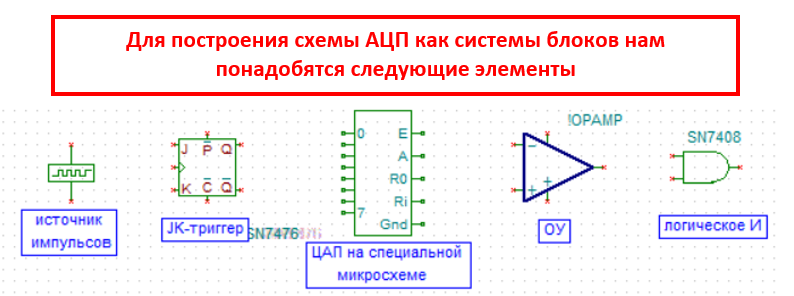 Для построения схемы АЦП как системы блоков нам
понадобятся следующие элементы
!OPAMP
SN7408
J P Q
K C Q
0 E
A
R0
Ri
7
Gnd
источник
импульсов
JK-триггер
SN7476
ЦАП на специальной
микросхеме
ОУ
логическое И